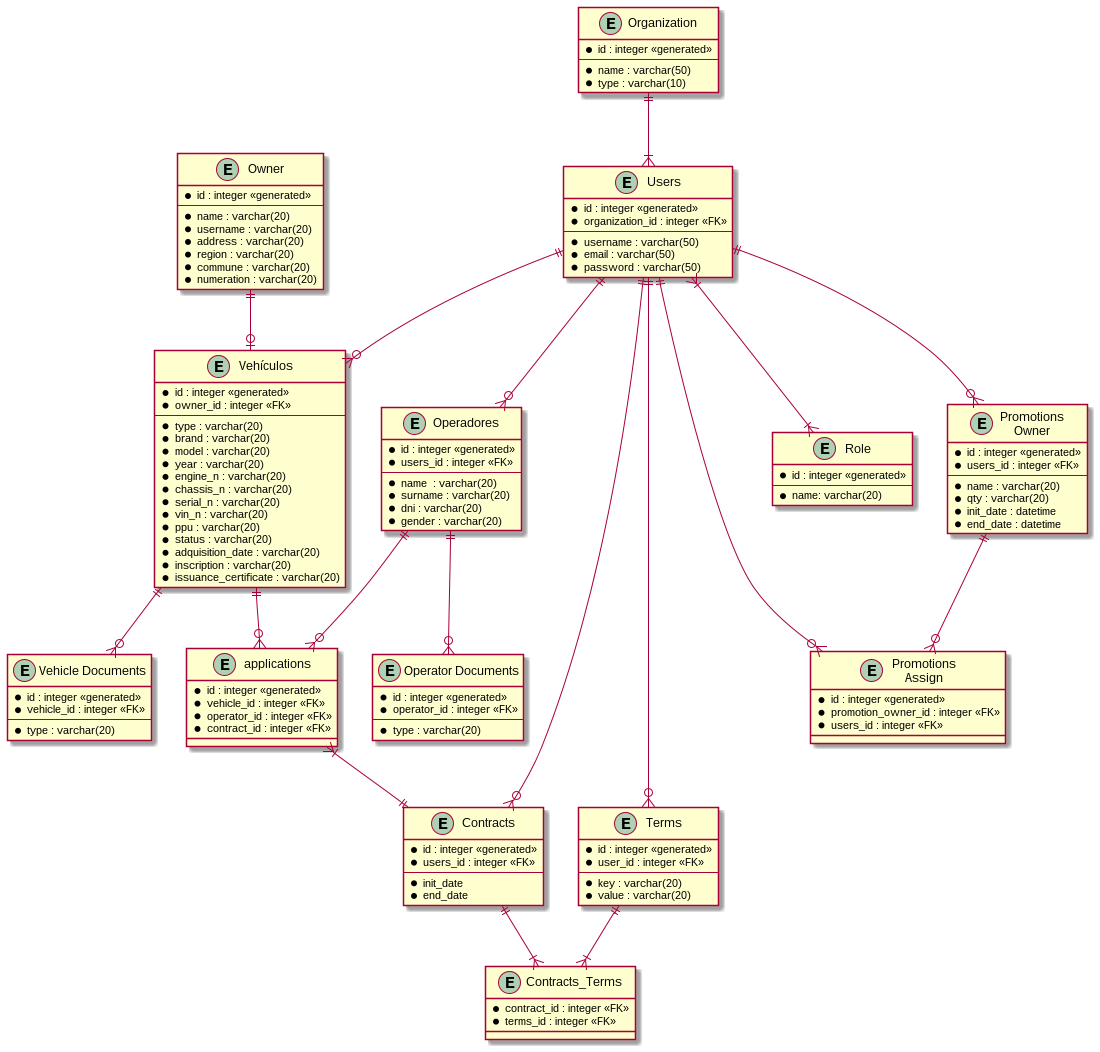 E Organization
id : integer «generated»
name : varchar(50)
type : varchar(10)
E Owner
id : integer «generated»
name : varchar(20)
username : varchar(20)
address : varchar(20)
region : varchar(20)
commune : varchar(20)
numeration : varchar(20)
E Users
id : integer «generated»
organization_id : integer «FK»
username : varchar(50)
email : varchar(50)
password : varchar(50)
E Vehículos
id : integer «generated»
owner_id : integer «FK»
type : varchar(20)
brand : varchar(20)
model : varchar(20)
year : varchar(20)
engine_n : varchar(20)
chassis_n : varchar(20)
serial_n : varchar(20)
vin_n : varchar(20)
ppu : varchar(20)
status : varchar(20)
adquisition_date : varchar(20)
inscription : varchar(20)
issuance_certificate : varchar(20)
E Operadores
id : integer «generated»
users_id : integer «FK»
name : varchar(20)
surname : varchar(20)
dni : varchar(20)
gender : varchar(20)
E Role
id : integer «generated»
name: varchar(20)
E Promotions
Owner
id : integer «generated»
users_id : integer «FK»
name : varchar(20)
qty : varchar(20)
init_date : datetime
end_date : datetime
E Vehicle Documents
id : integer «generated»
vehicle_id : integer «FK»
type : varchar(20)
E applications
id : integer «generated»
vehicle_id : integer «FK»
operator_id : integer «FK»
contract_id : integer «FK»
E Operator Documents
id : integer «generated»
operator_id : integer «FK»
type : varchar(20)
E Promotions
Assign
id : integer «generated»
promotion_owner_id : integer «FK»
users_id : integer «FK»
E Contracts
id : integer «generated»
users_id : integer «FK»
init_date
end_date
E Terms
id : integer «generated»
user_id : integer «FK»
key : varchar(20)
value : varchar(20)
E Contracts_Terms
contract_id : integer «FK»
terms_id : integer «FK»